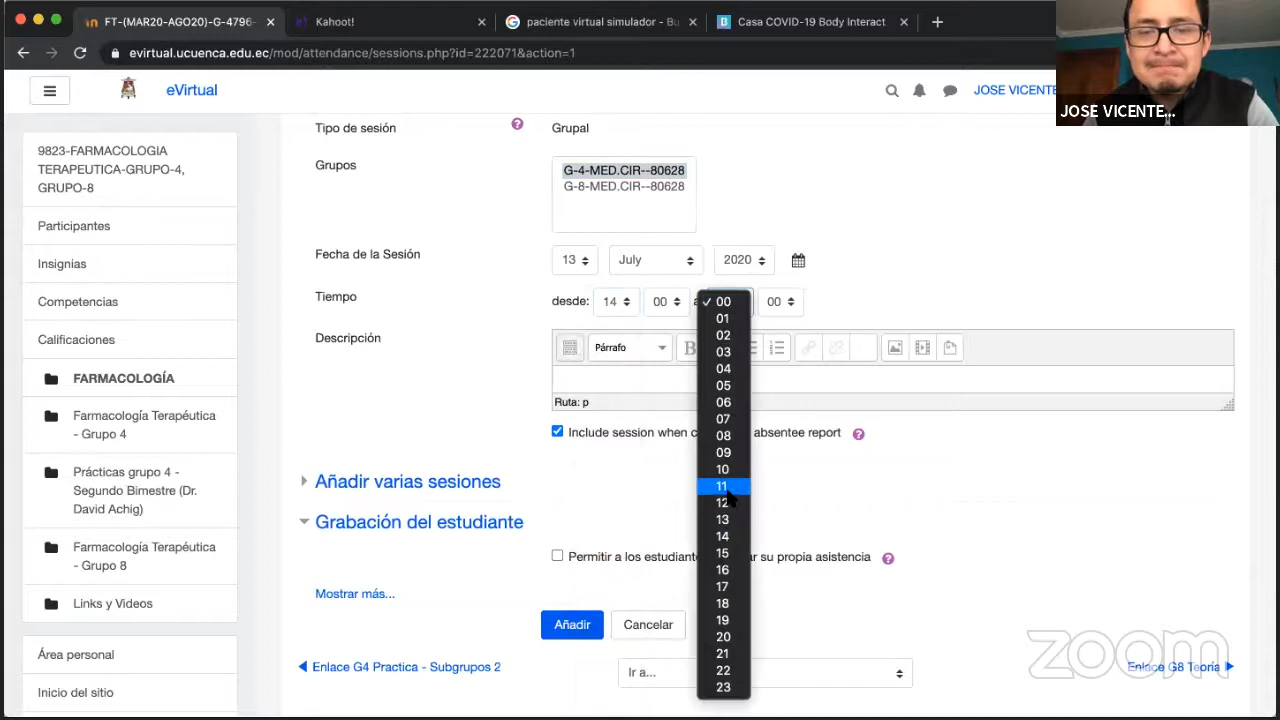 FT-(MAR20-AGO20)-G-4796-
Kahoot!
paciente virtual simulador - Bu
Casa COVID-19 Body Interact
evirtual.ucuenca.edu.ec/mod/attendance/sessions.php?id=222071&action=1
eVirtual
JOSE VICENTE
JOSE VICENTE...
9823-FARMACOLOGIA
TERAPEUTICA-GRUPO-4,
GRUPO-8
Participantes
Insignias
Competencias
Calificaciones
FARMACOLOGÍA
Farmacología Terapéutica
- Grupo 4
Prácticas grupo 4 -
Segundo Bimestre (Dr.
David Achig)
Farmacología Terapéutica
- Grupo 8
Links y Videos
Área personal
Inicio del sitio
Tipo de sesión
Grupal
Grupos
G-4-MED.CIR--80628
G-8-MED.CIR--80628
Fecha de la Sesión
13 July 2020
Tiempo
desde: 14 00 a 00
✓ 00
01
02
03
04
05
06
07
08
09
10
11
12
13
14
15
16
17
18
19
20
21
22
23
Descripción
Párrafo
B
Ruta: p
Include session when c absentee report
Añadir varias sesiones
Grabación del estudiante
Permitir a los estudiante ar su propia asistencia
Mostrar más...
Añadir
Cancelar
Enlace G4 Practica - Subgrupos 2
Ir a...
Enlace G8 Teoria
zoom